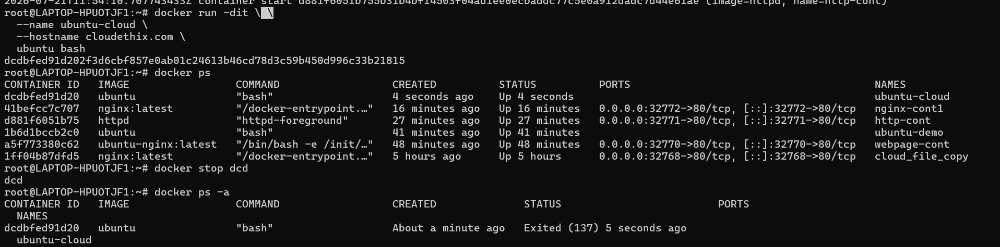 2026-07-21T11:54:10.707743433Z container start d881f6051b755b31b4bf14503f04ad1ee0ecbaddc77c5e0a912dadc7d44e61ae (image=httpd, name=http-cont)
root@LAPTOP-HPUOTJF1:~# docker run -dit \ \
  --name ubuntu-cloud \
  --hostname cloudethix.com \
  ubuntu bash
dcdbfed91d202f3d6cbf857e0ab01c24613b46cd78d3c59b450d996c33b21815
root@LAPTOP-HPUOTJF1:~# docker ps
CONTAINER ID   IMAGE                 COMMAND                  CREATED          STATUS          PORTS                                       NAMES
dcdbfed91d20   ubuntu                "bash"                   4 seconds ago    Up 4 seconds                                                ubuntu-cloud
41befcc7c707   nginx:latest          "/docker-entrypoint.…"   16 minutes ago   Up 16 minutes   0.0.0.0:32772->80/tcp, [::]:32772->80/tcp   nginx-cont1
d881f6051b75   httpd                 "httpd-foreground"       27 minutes ago   Up 27 minutes   0.0.0.0:32771->80/tcp, [::]:32771->80/tcp   http-cont
1b6d1bccb2c0   ubuntu                "bash"                   41 minutes ago   Up 41 minutes                                               ubuntu-demo
a5f773380c62   ubuntu-nginx:latest   "/bin/bash -e /init/…"   48 minutes ago   Up 48 minutes   0.0.0.0:32770->80/tcp, [::]:32770->80/tcp   webpage-cont
1ff04b87dfd5   nginx:latest          "/docker-entrypoint.…"   5 hours ago      Up 5 hours      0.0.0.0:32768->80/tcp, [::]:32768->80/tcp   cloud_file_copy
root@LAPTOP-HPUOTJF1:~# docker stop dcd
dcd
root@LAPTOP-HPUOTJF1:~# docker ps -a
CONTAINER ID   IMAGE                 COMMAND                  CREATED              STATUS                         PORTS
  NAMES
dcdbfed91d20   ubuntu                "bash"                   About a minute ago   Exited (137) 5 seconds ago
  ubuntu-cloud